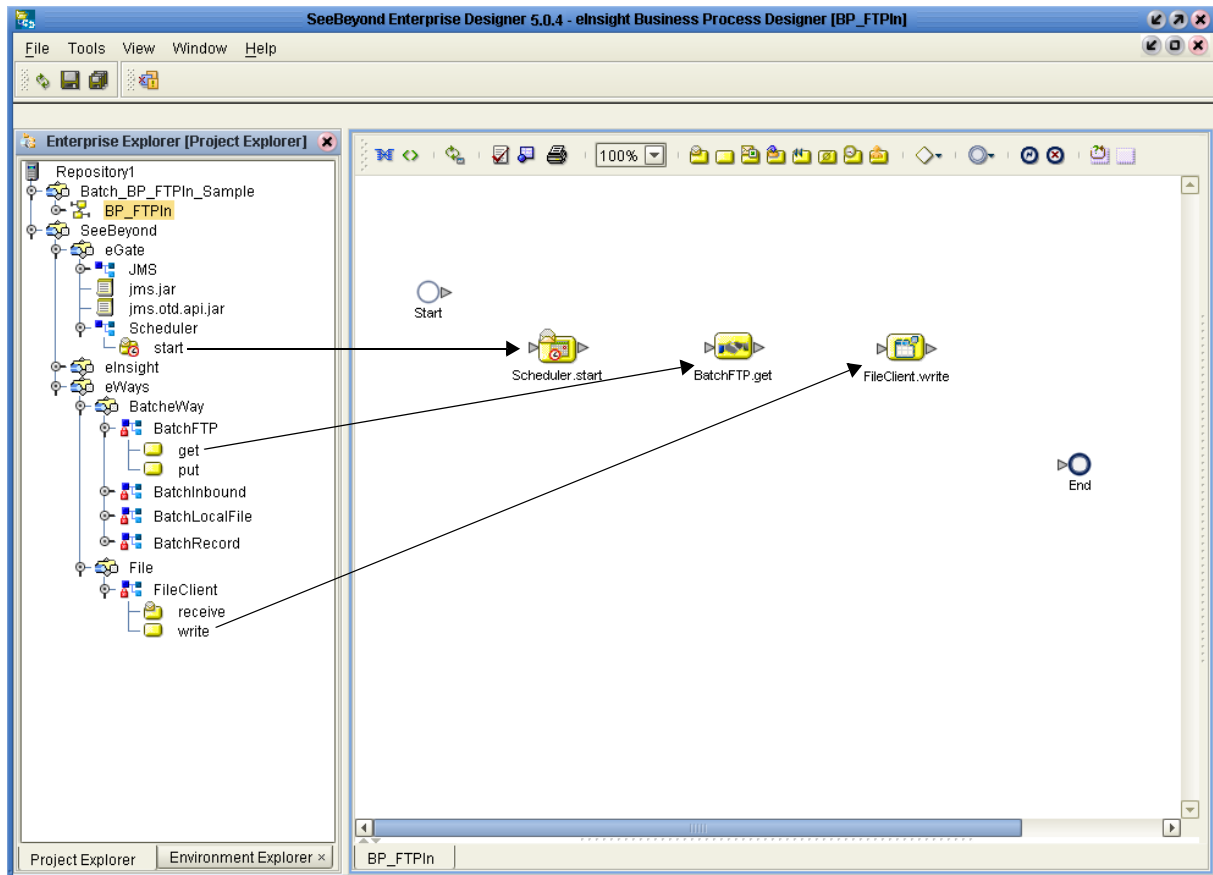 SeeBeyond Enterprise Designer 5.0.4 - eInsight Business Process Designer [BP_FTPIn]
File Tools View Window Help
Enterprise Explorer [Project Explorer]
Repository1
Batch_BP_FTPIn_Sample
BP_FTPIn
SeeBeyond
eGate
JMS
jms.jar
jms.otd.api.jar
Scheduler
start
eInsight
eWays
BatcheWay
BatchFTP
get
put
BatchInbound
BatchLocalFile
BatchRecord
File
FileClient
receive
write
Project Explorer
Environment Explorer ×
100%
Start
Scheduler.start
BatchFTP.get
FileClient.write
End
BP_FTPIn